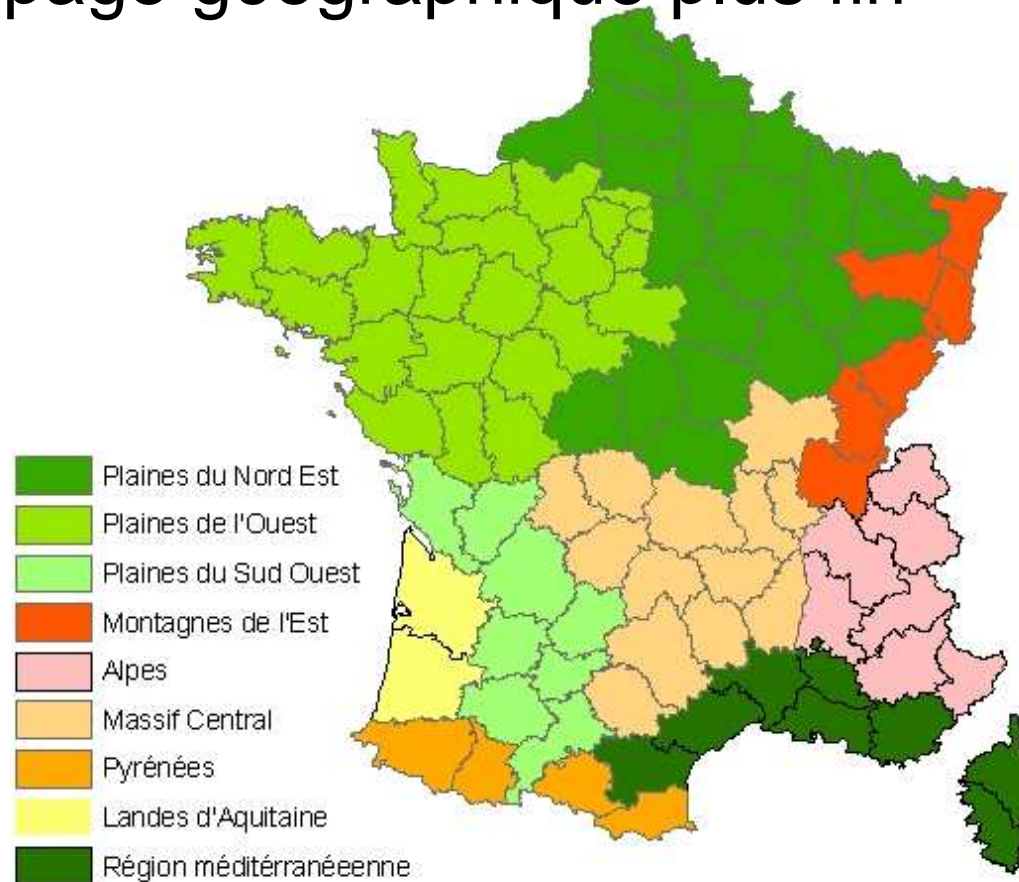 page géographique plus fin
Plaines du Nord Est
Plaines de l'Ouest
Plaines du Sud Ouest
Montagnes de l'Est
Alpes
Massif Central
Pyrénées
Landes d'Aquitaine
Région méditérranéeenne